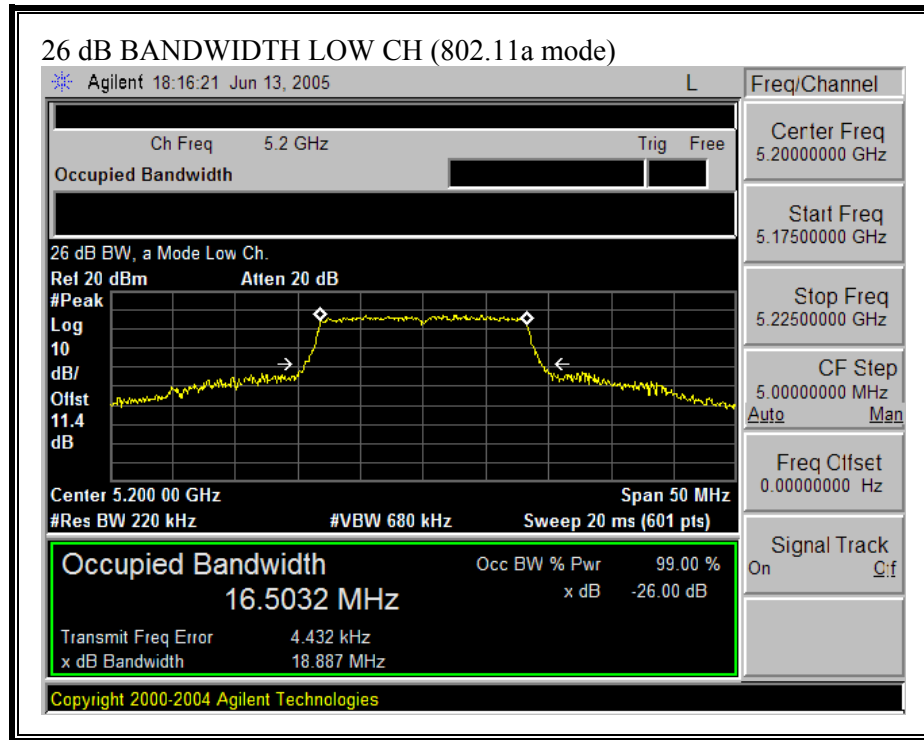 26 dB BANDWIDTH LOW CH (802.11a mode)
Agilent 18:16:21 Jun 13, 2005 L Freq/Channel
Ch Freq 5.2 GHz Trig Free
Occupied Bandwidth
Center Freq
5.20000000 GHz
Start Freq
5.17500000 GHz
26 dB BW, a Mode Low Ch.
Ref 20 dBm Atten 20 dB
#Peak
Log
10
dB/
Offst
11.4
dB
Stop Freq
5.22500000 GHz
CF Step
5.00000000 MHz
Auto Man
Freq Offset
0.00000000 Hz
Center 5.200 00 GHz Span 50 MHz
#Res BW 220 kHz #VBW 680 kHz Sweep 20 ms (601 pts)
Signal Track
On Off
Occupied Bandwidth Occ BW % Pwr 99.00 %
16.5032 MHz x dB -26.00 dB
Transmit Freq Error 4.432 kHz
x dB Bandwidth 18.887 MHz
Copyright 2000-2004 Agilent Technologies